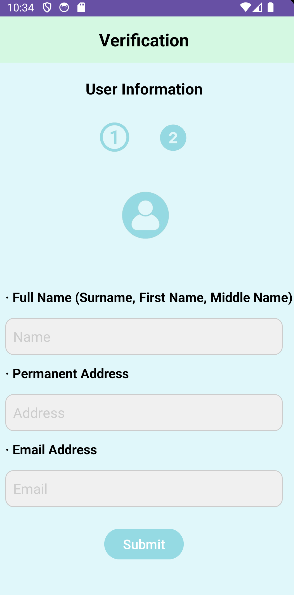 10:34
Verification
User Information
1 2
· Full Name (Surname, First Name, Middle Name)
Name
· Permanent Address
Address
· Email Address
Email
Submit